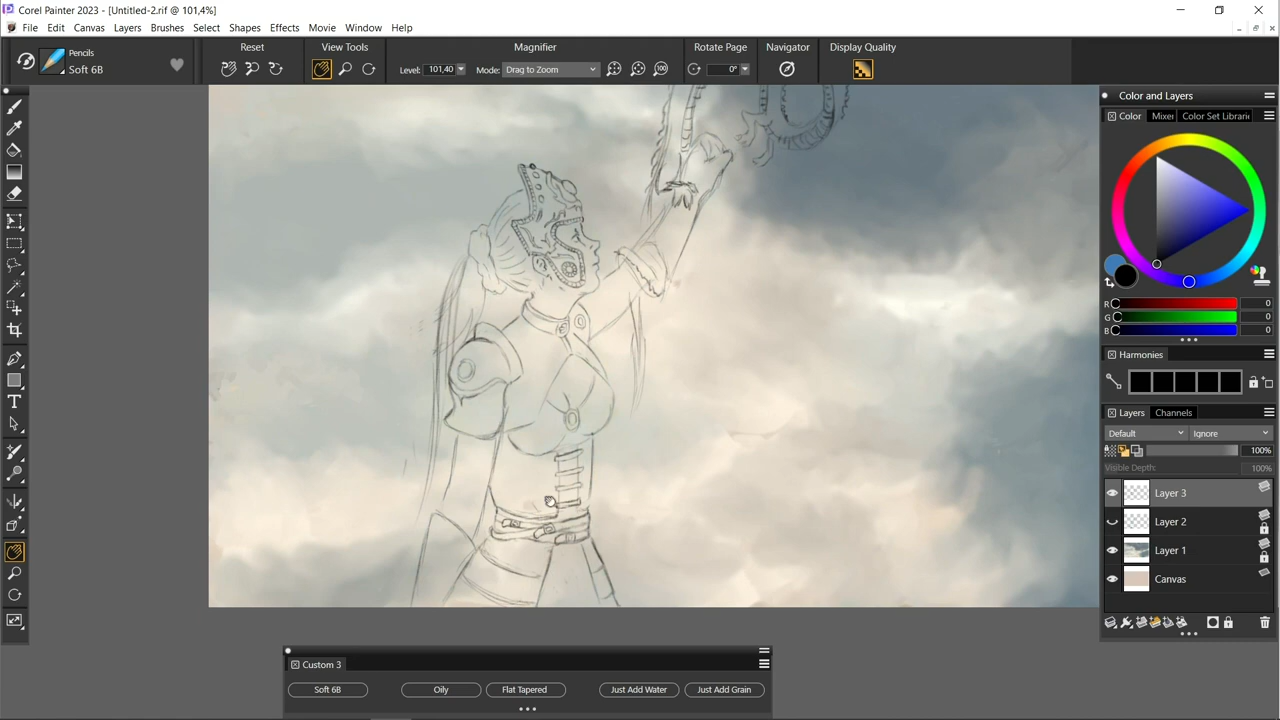 Corel Painter 2023 - [Untitled-2.rif @ 101,4%]
File Edit Canvas Layers Brushes Select Shapes Effects Movie Window Help
Pencils
Soft 6B
Reset
View Tools
Magnifier
Level: 101,40
Mode: Drag to Zoom
100
Rotate Page
0°
Navigator
Display Quality
Color and Layers
Color
Mixer
Color Set Librari
R 0
G 0
B 0
Harmonies
Layers
Channels
Default
Ignore
100%
Visible Depth: 100%
Layer 3
Layer 2
Layer 1
Canvas
T
Custom 3
Soft 6B
Oily
Flat Tapered
Just Add Water
Just Add Grain